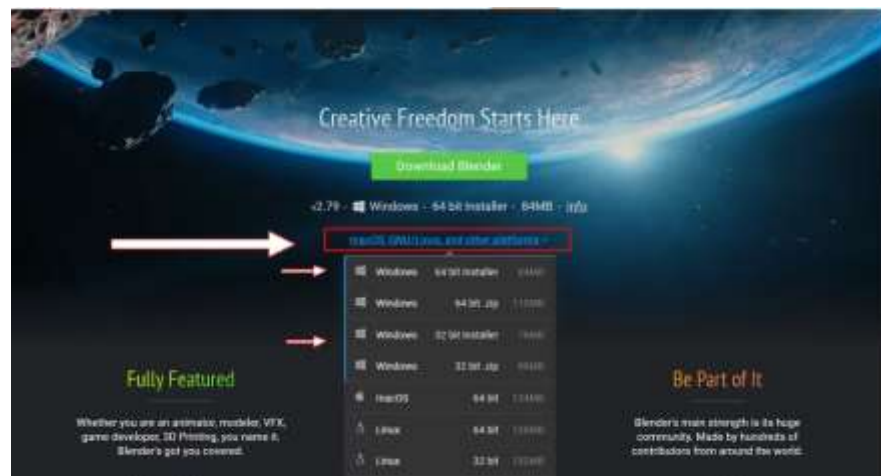 Creative Freedom Starts Here
Download Blender
v2.79 - Windows - 64 bit Installer - 84MB - info
macOS, GNU/Linux, and other platforms
Windows 64 bit Installer 84MB
Windows 64 bit .zip
Windows 32 bit Installer
Windows 32 bit .zip
macOS 64 bit
Linux 64 bit
Linux 32 bit
Fully Featured
Whether you are an animator, modeler, VFX,
game developer, 3D Printing, you name it.
Blender's got you covered.
Be Part of It
Blender's main strength is its huge
community. Made by hundreds of
contributors from around the world.